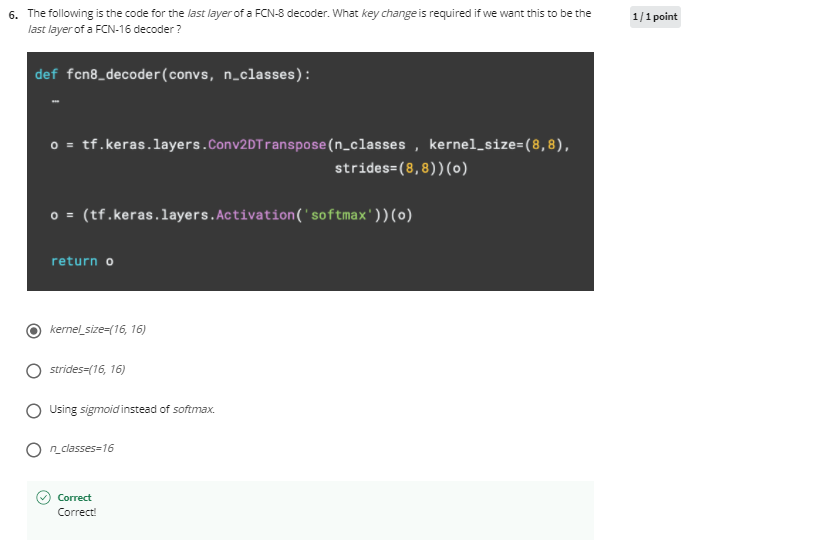 6. The following is the code for the last layer of a FCN-8 decoder. What key change is required if we want this to be the
last layer of a FCN-16 decoder ?
1 / 1 point
def fcn8_decoder(convs, n_classes):
…
o = tf.keras.layers.Conv2DTranspose(n_classes , kernel_size=(8,8),
strides=(8,8))(o)
o = (tf.keras.layers.Activation('softmax'))(o)
return o
kernel_size=(16, 16)
strides=(16, 16)
Using sigmoid instead of softmax.
n_classes=16
Correct
Correct!